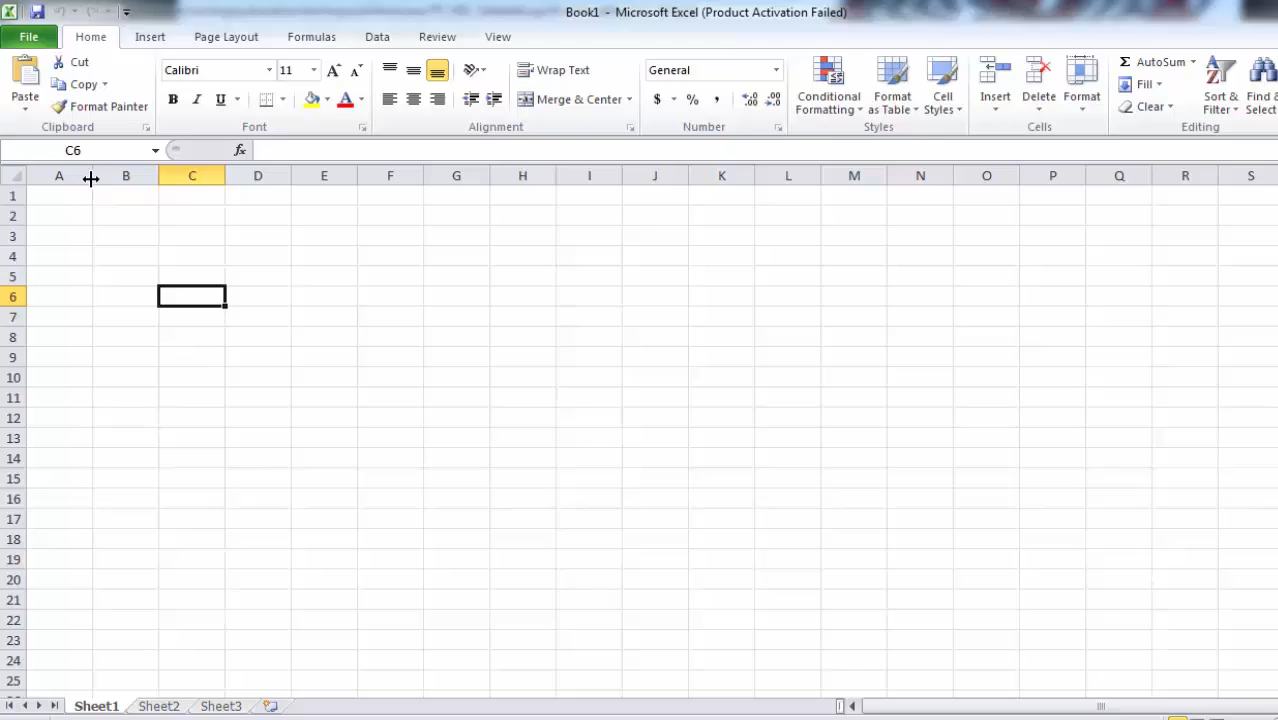 Book1 - Microsoft Excel (Product Activation Failed)
File Home Insert Page Layout Formulas Data Review View
Paste
Cut
Copy
Format Painter
Clipboard
Calibri 11
B I U
Font
Wrap Text
Merge & Center
Alignment
General
$ % ,
Number
Conditional Formatting
Format as Table
Cell Styles
Styles
Insert Delete Format
Cells
AutoSum
Fill
Clear
Sort & Filter
Find & Select
Editing
C6 fx
A B C D E F G H I J K L M N O P Q R S
1
2
3
4
5
6
7
8
9
10
11
12
13
14
15
16
17
18
19
20
21
22
23
24
25
Sheet1 Sheet2 Sheet3